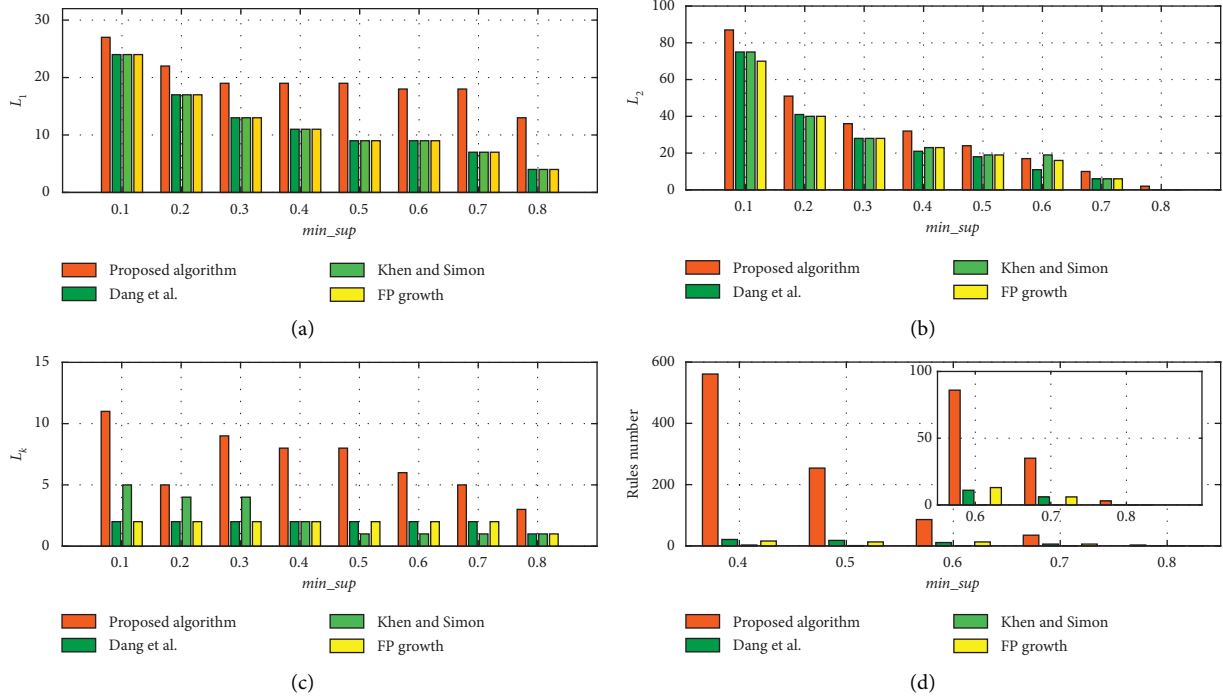 30
20
10
0
L1
0.1 0.2 0.3 0.4 0.5 0.6 0.7 0.8
min_sup
Proposed algorithm
Dang et al.
Khen and Simon
FP growth
(a)
100
80
60
40
20
0
L2
0.1 0.2 0.3 0.4 0.5 0.6 0.7 0.8
min_sup
Proposed algorithm
Dang et al.
Khen and Simon
FP growth
(b)
15
10
5
0
Lk
0.1 0.2 0.3 0.4 0.5 0.6 0.7 0.8
min_sup
Proposed algorithm
Dang et al.
Khen and Simon
FP growth
(c)
600
400
200
0
Rules number
100
50
0
0.6 0.7 0.8
0.4 0.5 0.6 0.7 0.8
min_sup
Proposed algorithm
Dang et al.
Khen and Simon
FP growth
(d)